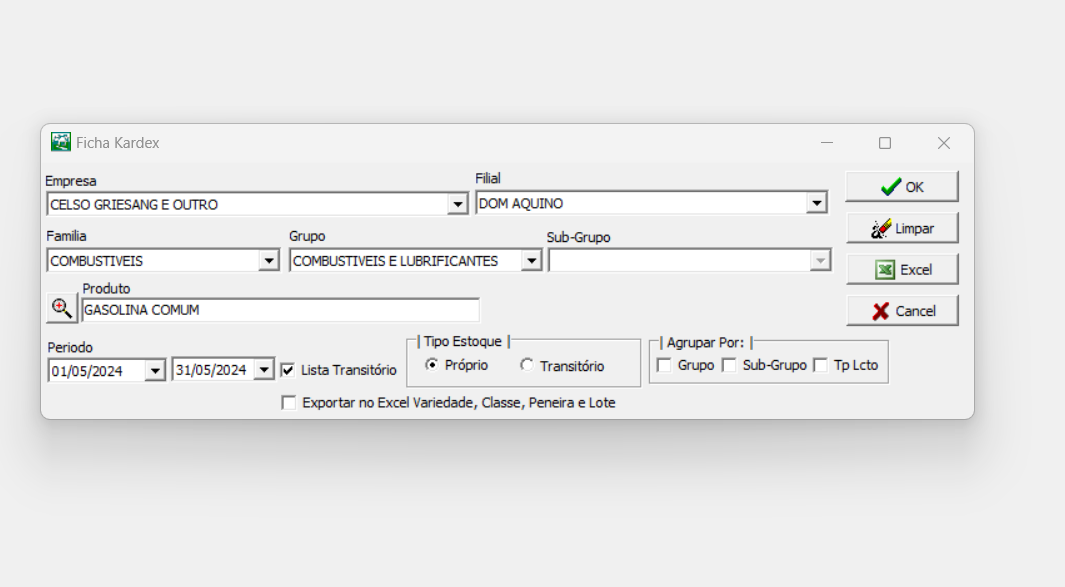 Ficha Kardex
Empresa
CELSO GRIESANG E OUTRO
Filial
DOM AQUINO
OK
Familia
COMBUSTIVEIS
Grupo
COMBUSTIVEIS E LUBRIFICANTES
Sub-Grupo
Limpar
Produto
GASOLINA COMUM
Excel
Cancel
Periodo
01/05/2024
31/05/2024
Lista Transitório
Tipo Estoque
Próprio
Transitório
Agrupar Por:
Grupo
Sub-Grupo
Tp Lcto
Exportar no Excel Variedade, Classe, Peneira e Lote